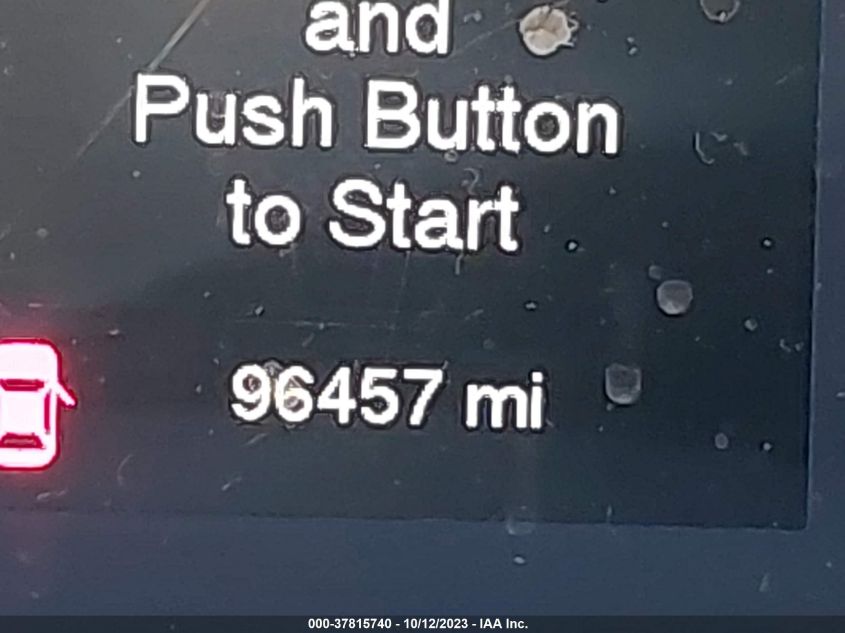 and
Push Button
to Start
96457 mi
000-37815740 - 10/12/2023 - IAA Inc.